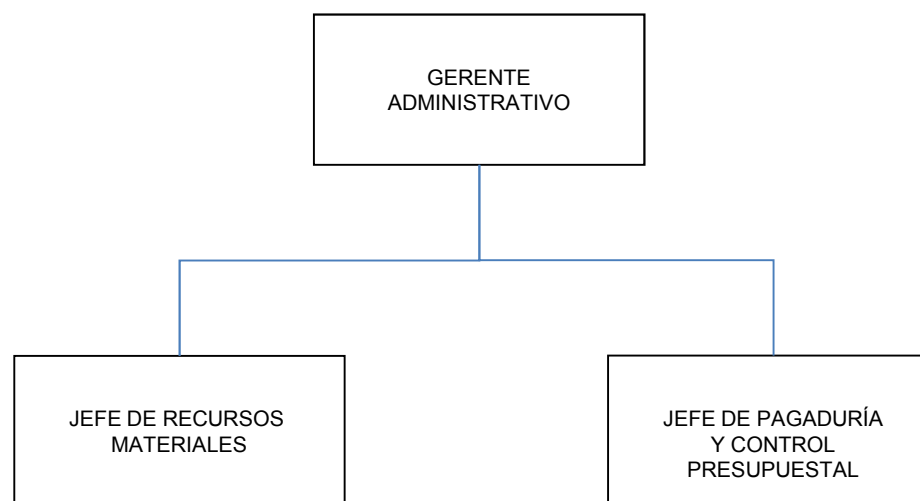 GERENTE
ADMINISTRATIVO
JEFE DE RECURSOS
MATERIALES
JEFE DE PAGADURÍA
Y CONTROL
PRESUPUESTAL